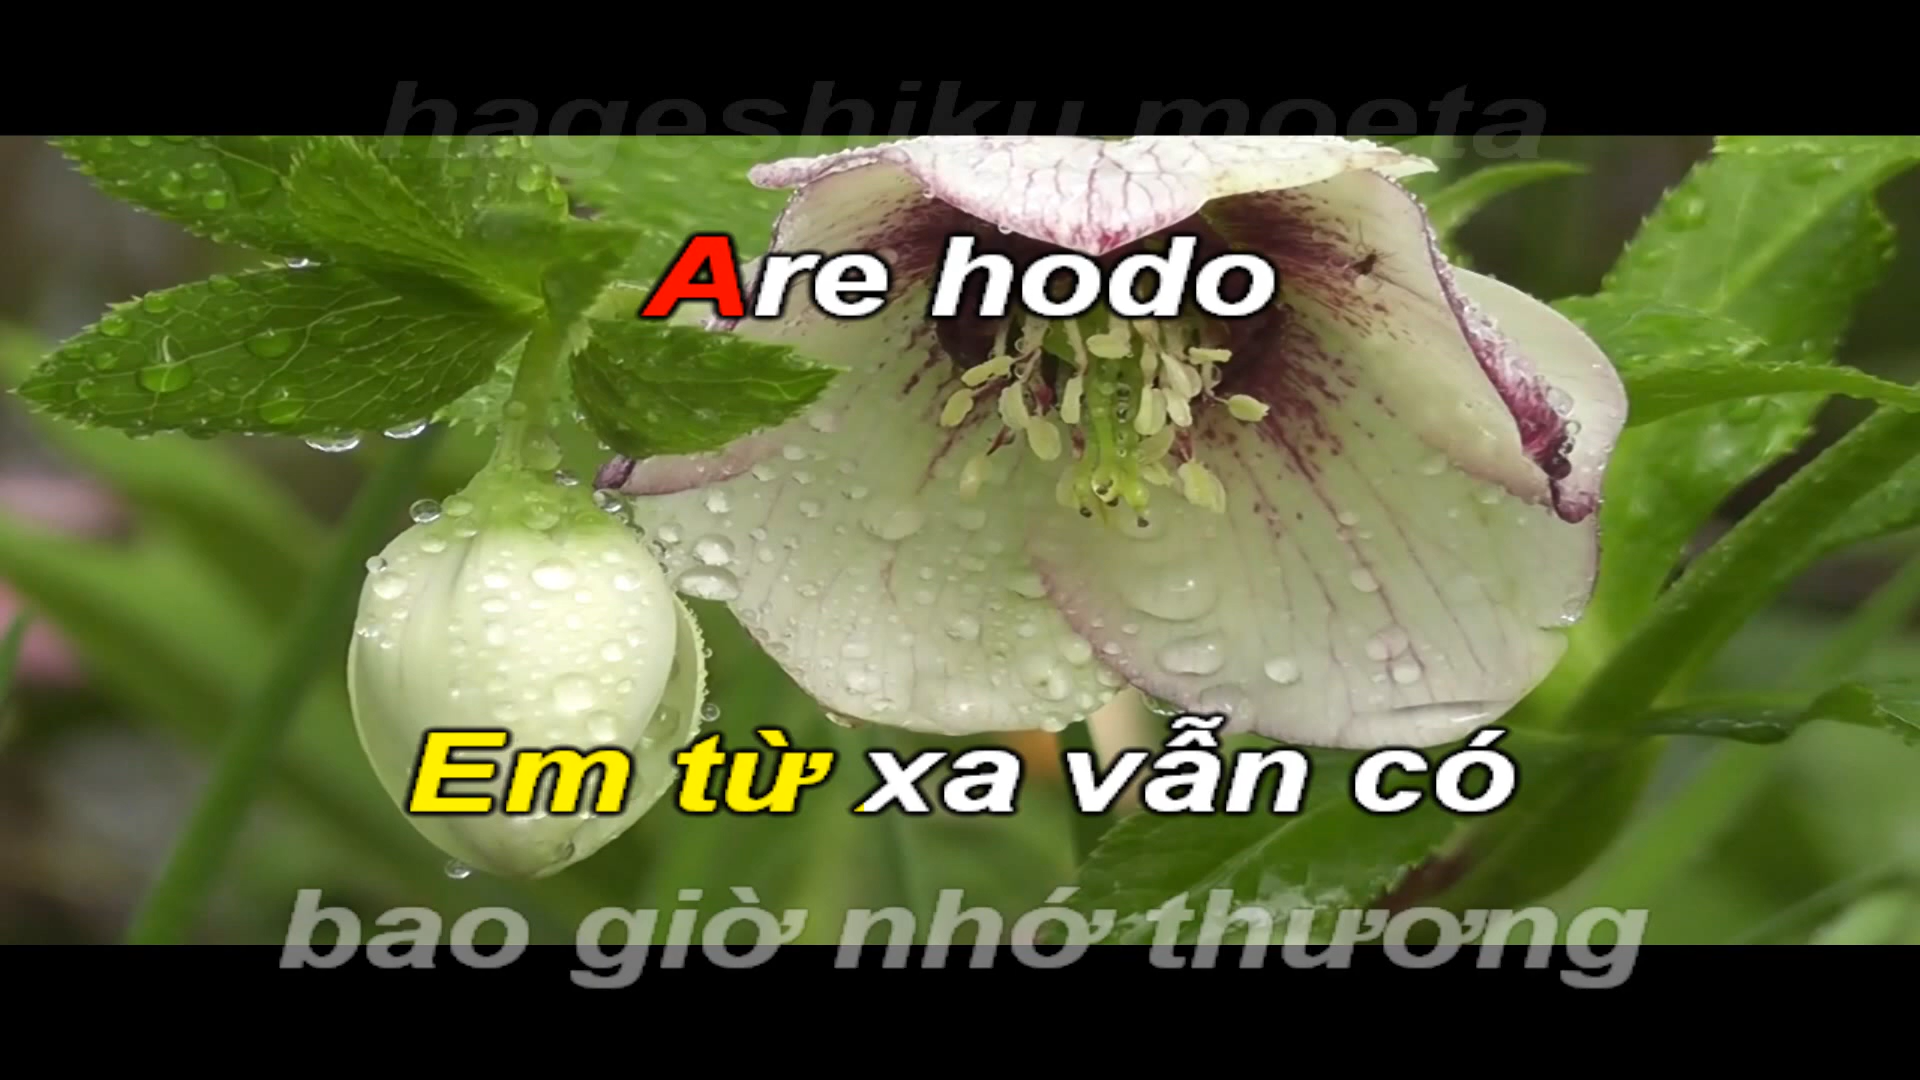 hageshiku moeta
Are hodo
Em từ xa vẫn có
bao giờ nhớ thương